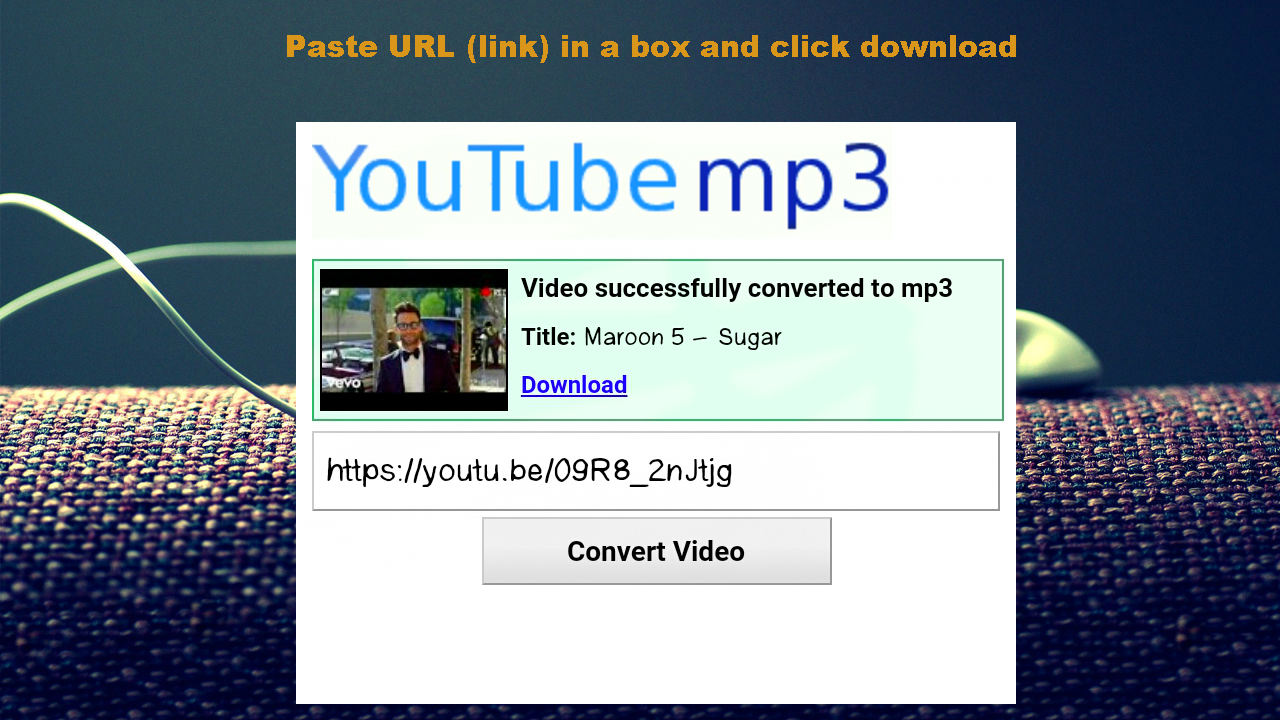 Paste URL (link) in a box and click download
YouTube mp3
Video successfully converted to mp3
Title: Maroon 5 – Sugar
vevo
Download
https://youtu.be/09R8_2nJtjg
Convert Video